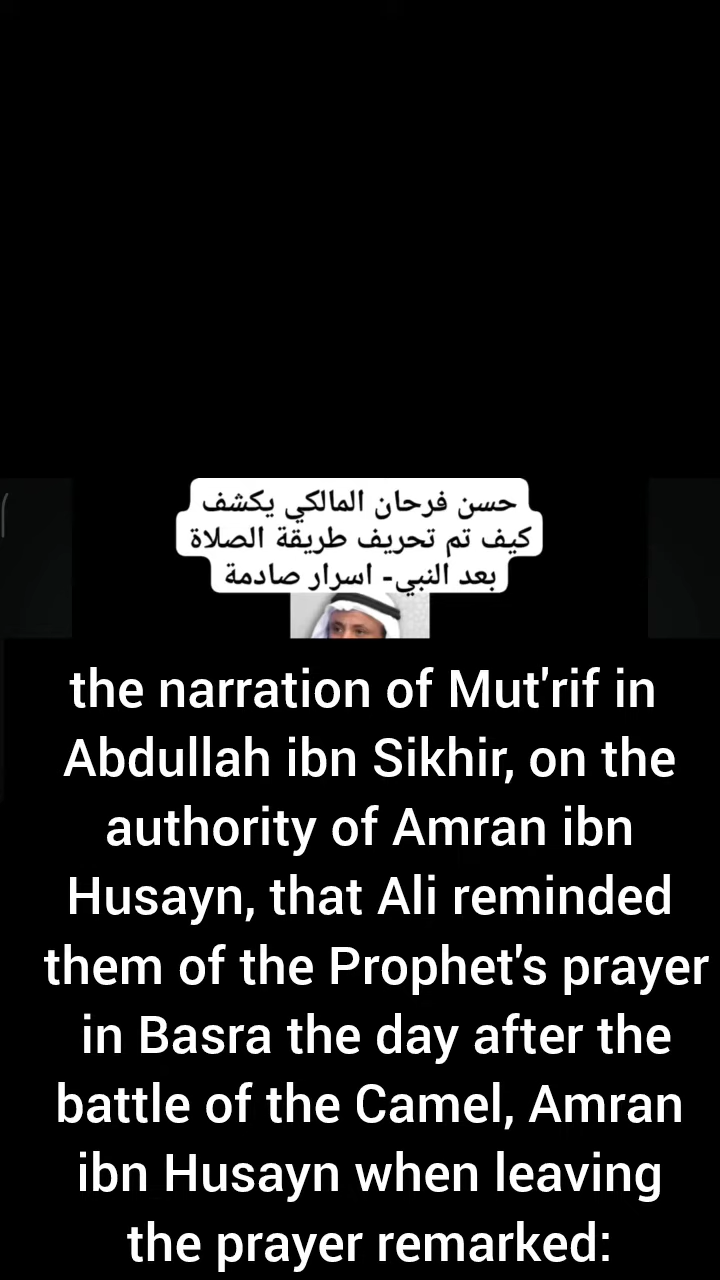 حسن فرحان المالكي يكشف
كيف تم تحريف طريقة الصلاة
بعد النبي- اسرار صادمة
the narration of Mut'rif in
Abdullah ibn Sikhir, on the
authority of Amran ibn
Husayn, that Ali reminded
them of the Prophet's prayer
in Basra the day after the
battle of the Camel, Amran
ibn Husayn when leaving
the prayer remarked: